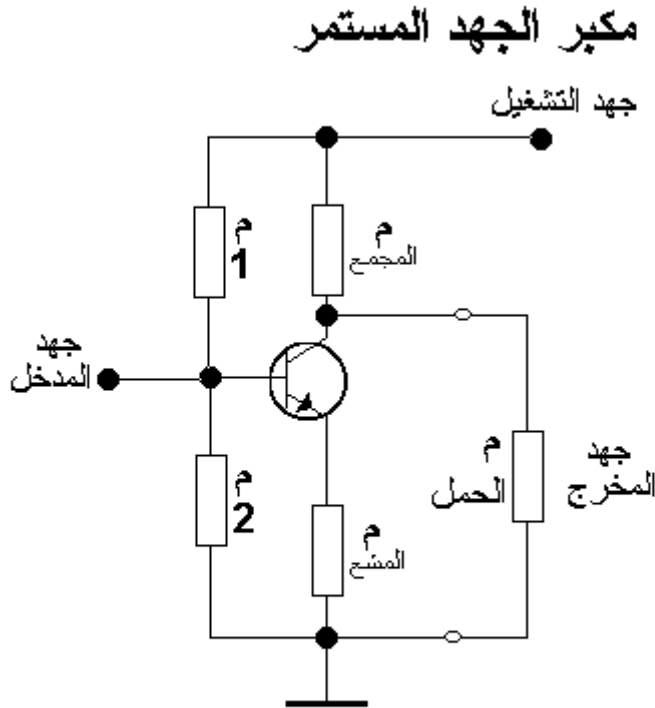 مكبر الجهد المستمر
جهد التشغيل
م
1
م
المجمع
جهد
المدخل
م
2
م
المشع
م
الحمل
جهد
المخرج